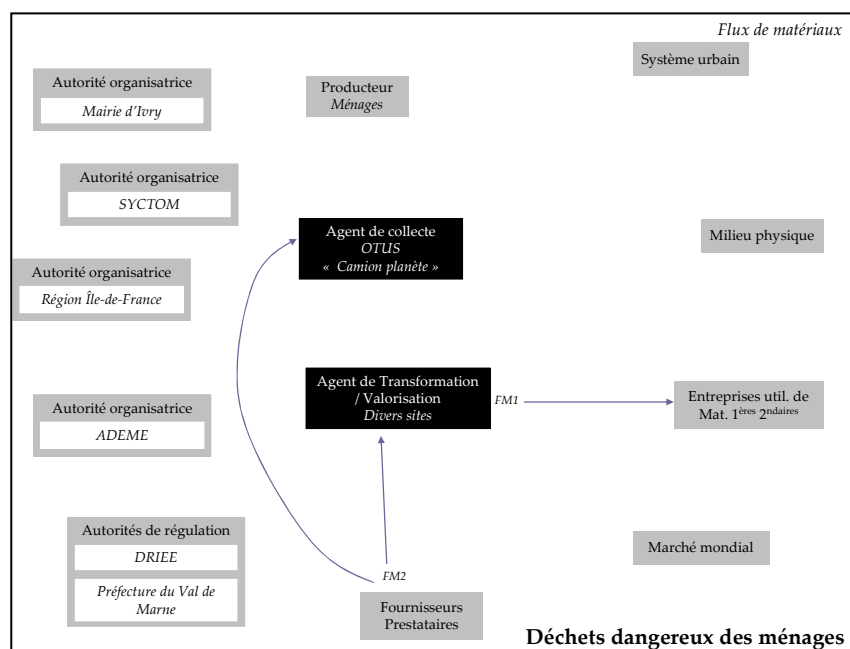 Flux de matériaux
Système urbain
Autorité organisatrice
Mairie d'Ivry
Producteur
Ménages
Autorité organisatrice
SYCTOM
Agent de collecte
OTUS
« Camion planète »
Milieu physique
Autorité organisatrice
Région Île-de-France
Agent de Transformation
/ Valorisation
Divers sites
FM1
Entreprises util. de
Mat. 1ères 2ndaires
Autorité organisatrice
ADEME
Autorités de régulation
DRIEE
Préfecture du Val de
Marne
Marché mondial
FM2
Fournisseurs
Prestataires
Déchets dangereux des ménages